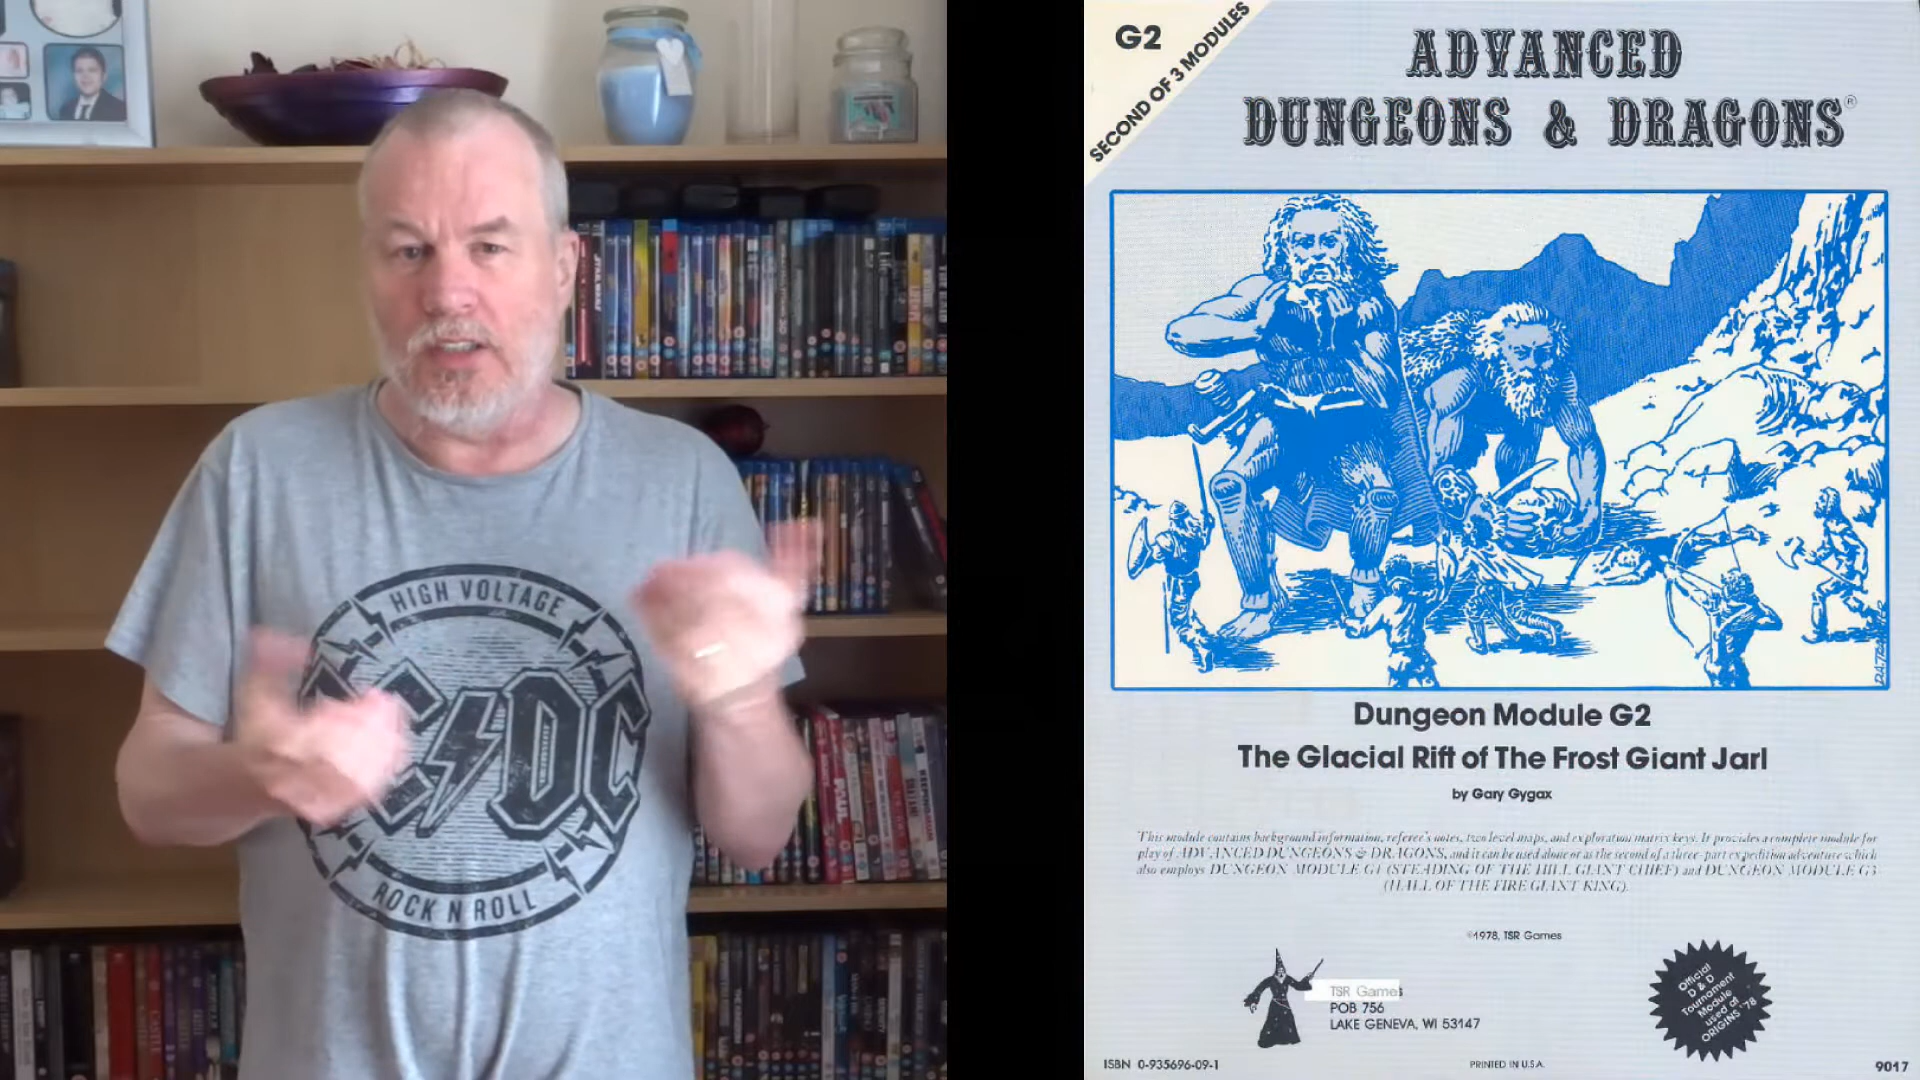 HIGH VOLTAGE
AC/DC
ROCK N ROLL
STAR WARS
G2
SECOND OF 3 MODULES
ADVANCED
DUNGEONS & DRAGONS®
Dungeon Module G2
The Glacial Rift of The Frost Giant Jarl
by Gary Gygax
This module contains background information, referee's notes, two level maps, and exploration matrix keys. It provides a complete module for
play of ADVANCED DUNGEONS & DRAGONS, and it can be used alone or as the second of a three-part expedition adventure which
also employs DUNGEON MODULE G1 (STEADING OF THE HILL GIANT CHIEF) and DUNGEON MODULE G3
(HALL OF THE FIRE GIANT KING).
©1978, TSR Games
TSR Games
POB 756
LAKE GENEVA, WI 53147
Official
D & D
Tournament
Module
used at
ORIGINS '78
ISBN 0-935696-09-1
PRINTED IN U.S.A.
9017